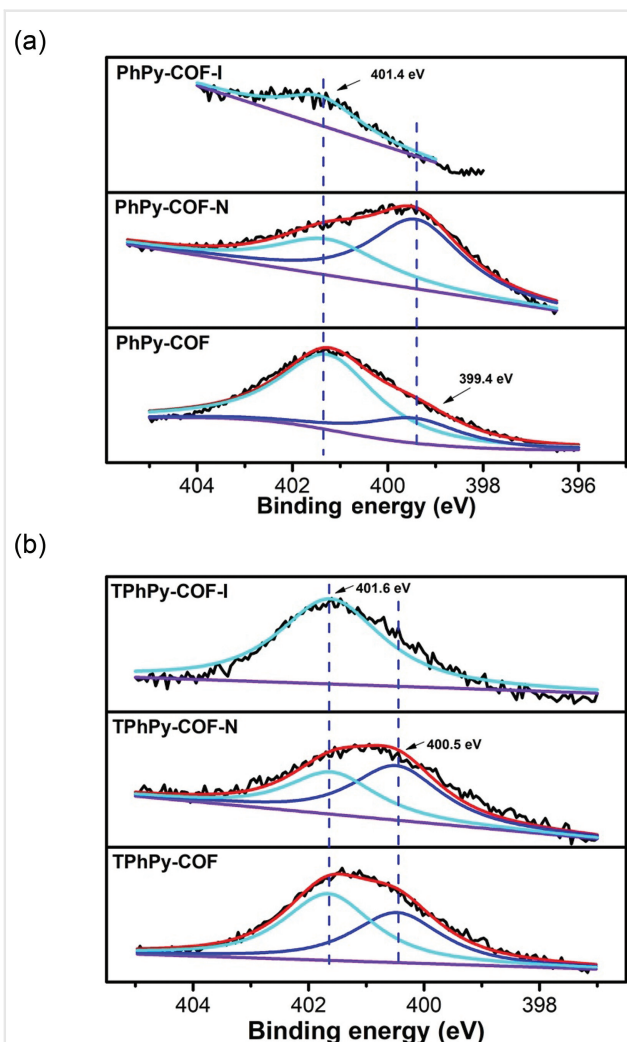 (a)
PhPy-COF-I
401.4 eV
PhPy-COF-N
PhPy-COF
399.4 eV
404 402 400 398 396
Binding energy (eV)
(b)
TPhPy-COF-I
401.6 eV
TPhPy-COF-N
400.5 eV
TPhPy-COF
404 402 400 398
Binding energy (eV)